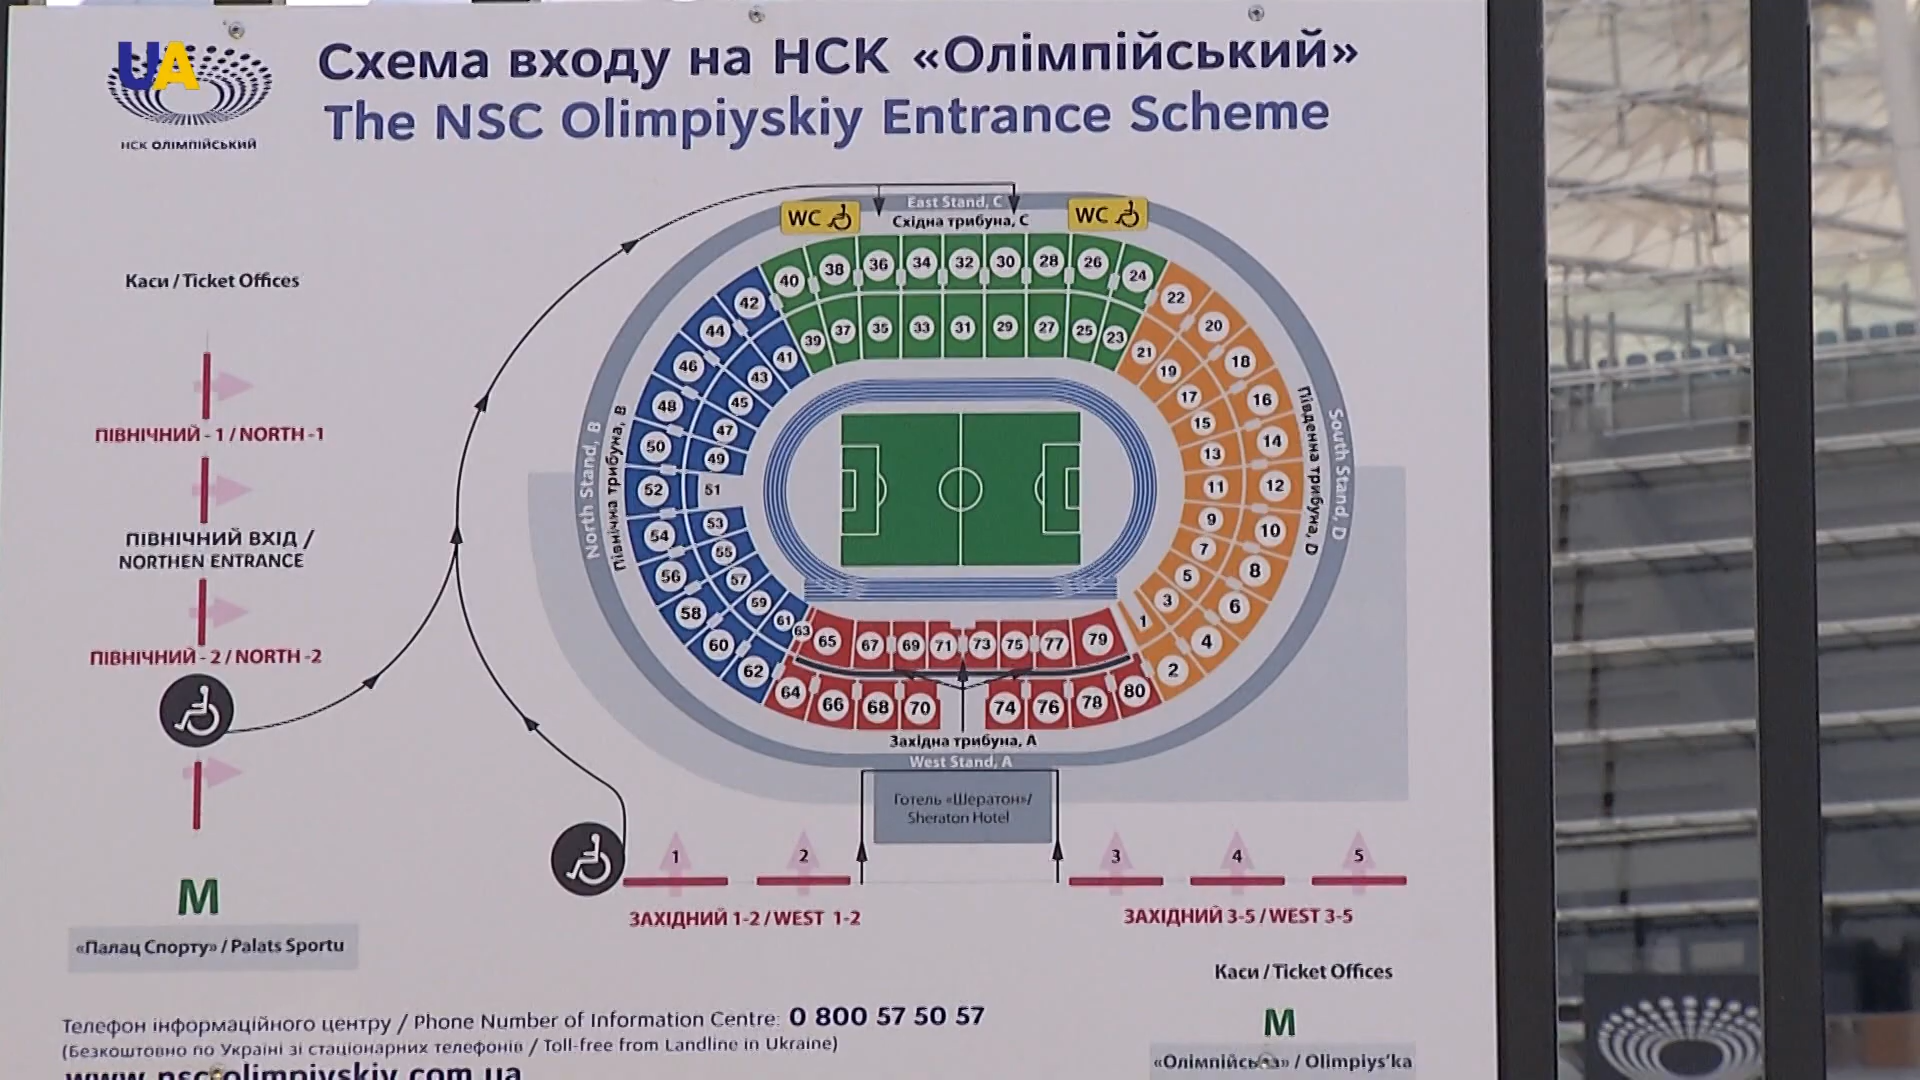 UA
НСК ОЛІМПІЙСЬКИЙ
Схема входу на НСК «Олімпійський»
The NSC Olimpiyskiy Entrance Scheme
East Stand, C
Східна трибуна, C
WC
WC
Каси / Ticket Offices
ПІВНІЧНИЙ - 1 / NORTH -1
ПІВНІЧНИЙ ВХІД /
NORTHEN ENTRANCE
ПІВНІЧНИЙ - 2 / NORTH -2
M
«Палац Спорту» / Palats Sportu
North Stand, B
Північна трибуна, B
40 38 36 34 32 30 28 26 24
39 37 35 33 31 29 27 25 23
42 44 46 48 50 52 54 56 58 60 62
41 43 45 47 49 51 53 55 57 59 61 63
22 20 18 16 14 12 10 8 6 4 2
21 19 17 15 13 11 9 7 5 3 1
65 67 69 71 73 75 77 79
64 66 68 70 74 76 78 80
Південна трибуна, D
South Stand, D
Західна трибуна, A
West Stand, A
Готель «Шератон»/
Sheraton Hotel
1 2 3 4 5
ЗАХІДНИЙ 1-2 / WEST 1-2
ЗАХІДНИЙ 3-5 / WEST 3-5
Каси / Ticket Offices
M
«Олімпійська» / Olimpiys'ka
Телефон інформаційного центру / Phone Number of Information Centre: 0 800 57 50 57
(Безкоштовно по Україні зі стаціонарних телефонів / Toll-free from Landline in Ukraine)
www.nsc-olimpiyskiy.com.ua